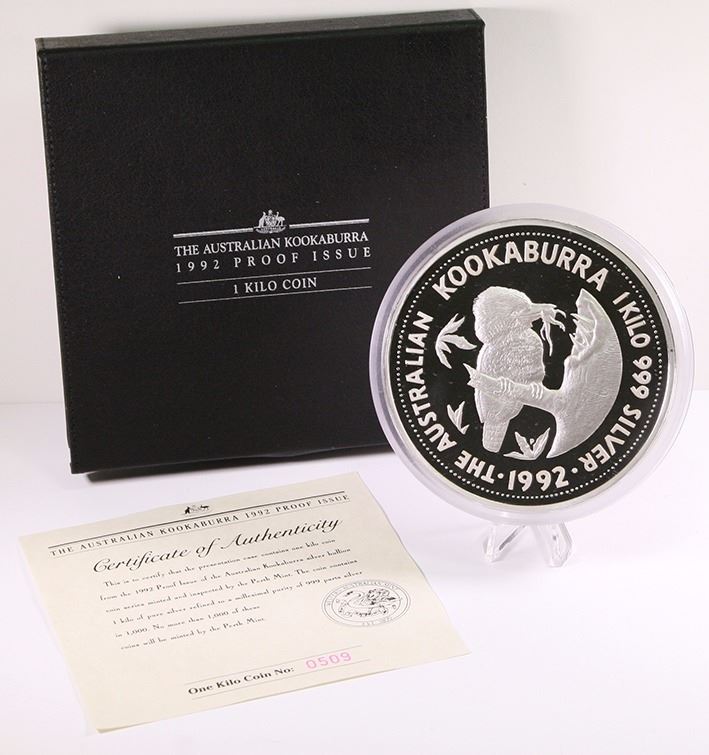 THE AUSTRALIAN KOOKABURRA
1992 PROOF ISSUE
1 KILO COIN
THE AUSTRALIAN KOOKABURRA 1 KILO 999 SILVER
·1992·
THE AUSTRALIAN KOOKABURRA 1992 PROOF ISSUE
Certificate of Authenticity
This is to certify that the presentation case contains one kilo coin
from the 1992 Proof Issue of the Australian Kookaburra silver bullion
coin series minted and inspected by the Perth Mint. The coin contains
1 kilo of pure silver refined to a millesimal purity of 999 parts silver
in 1,000. No more than 1,000 of these
coins will be minted by the Perth Mint.
One Kilo Coin No: 0509